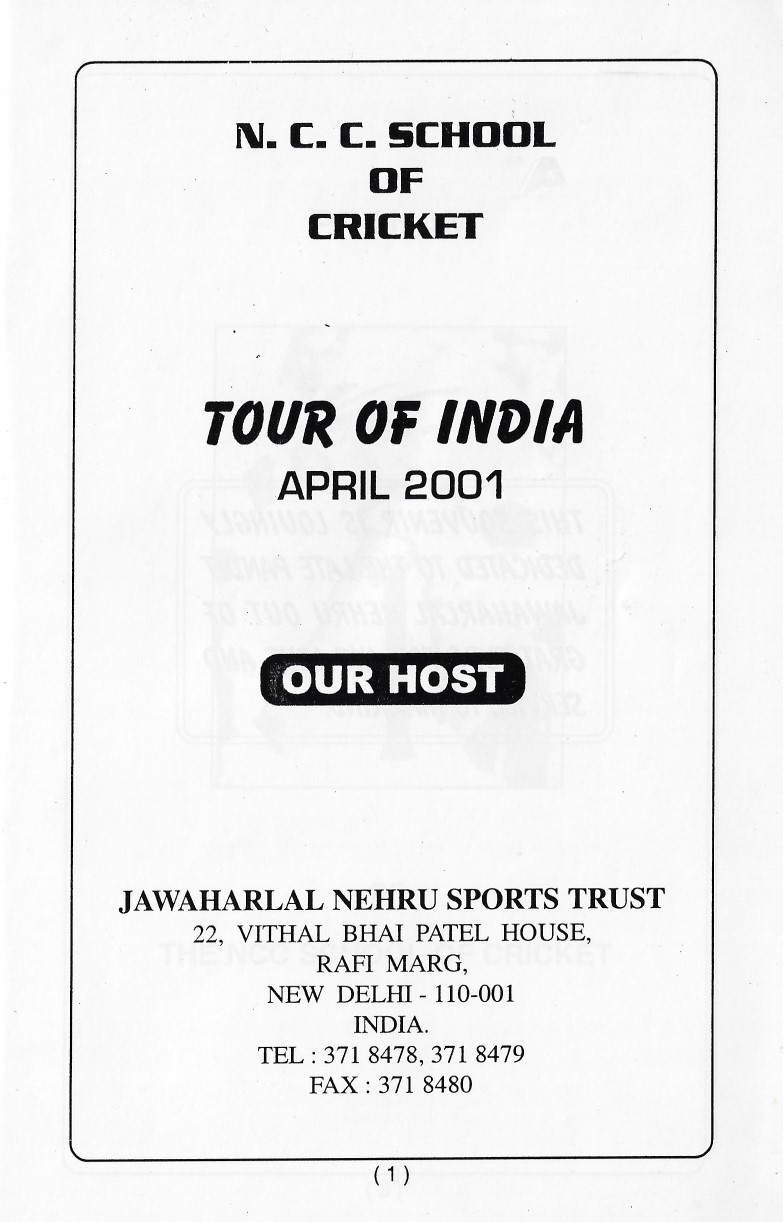 N. C. C. SCHOOL
OF
CRICKET
TOUR OF INDIA
APRIL 2001
OUR HOST
JAWAHARLAL NEHRU SPORTS TRUST
22, VITHAL BHAI PATEL HOUSE,
RAFI MARG,
NEW DELHI - 110-001
INDIA.
TEL : 371 8478, 371 8479
FAX : 371 8480
( 1 )